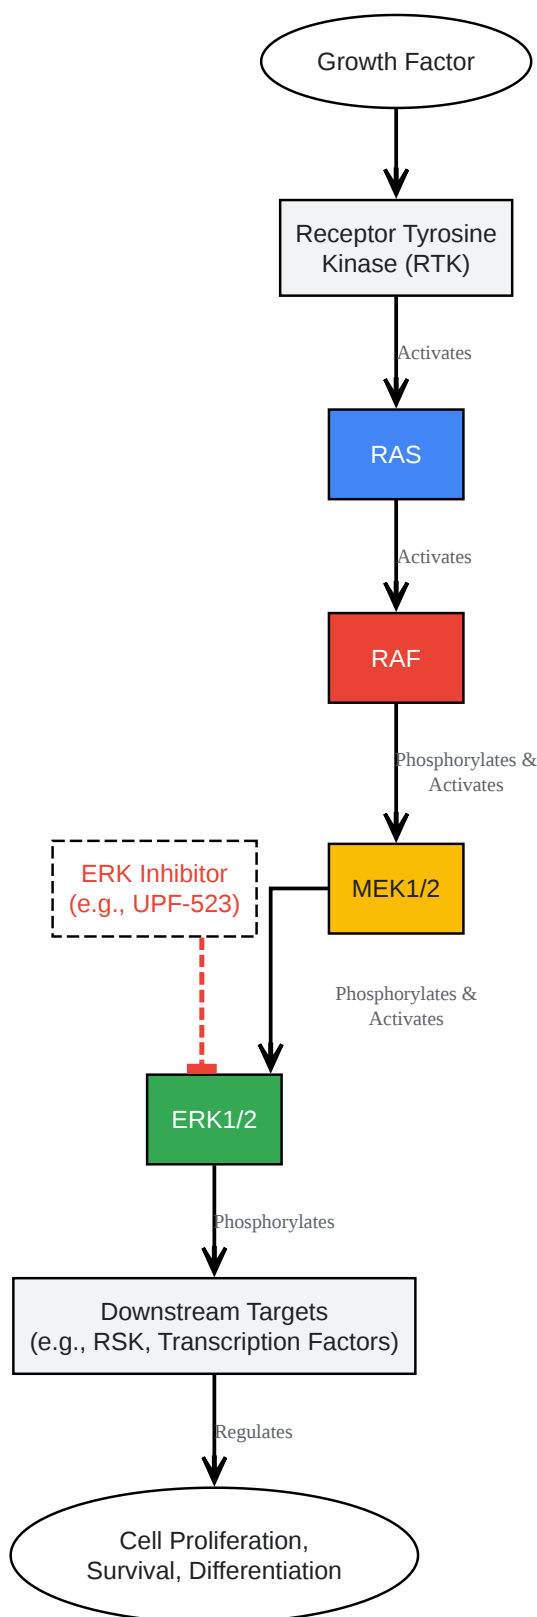 Growth Factor
Receptor Tyrosine
Kinase (RTK)
Activates
RAS
Activates
RAF
Phosphorylates &
Activates
ERK Inhibitor
(e.g., UPF-523)
MEK1/2
Phosphorylates &
Activates
ERK1/2
Phosphorylates
Downstream Targets
(e.g., RSK, Transcription Factors)
Regulates
Cell Proliferation,
Survival, Differentiation